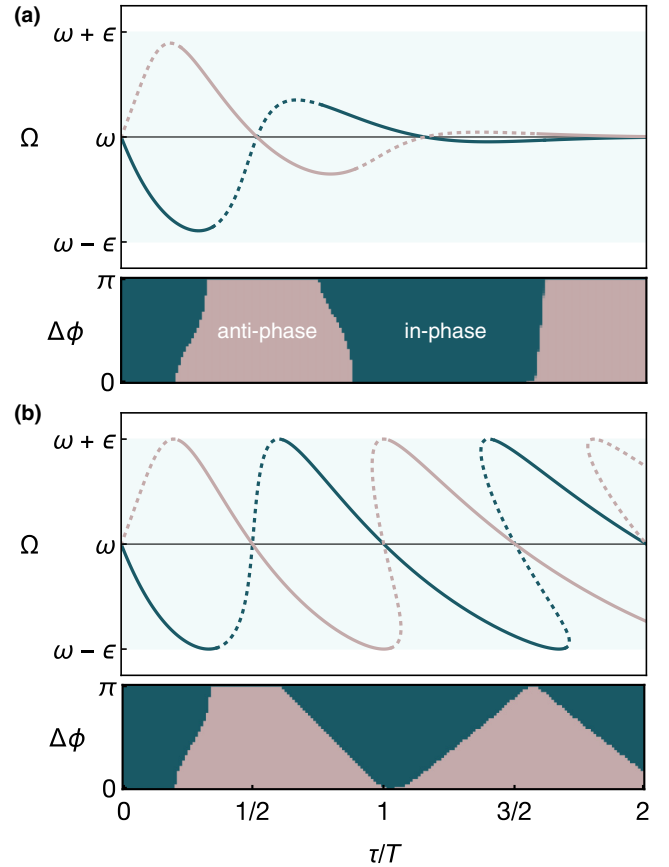 (a)
ω + ϵ
Ω ω
ω − ϵ
π
Δϕ anti-phase in-phase
0
(b)
ω + ϵ
Ω ω
ω − ϵ
π
Δϕ
0
0 1/2 1 3/2 2
τ/T